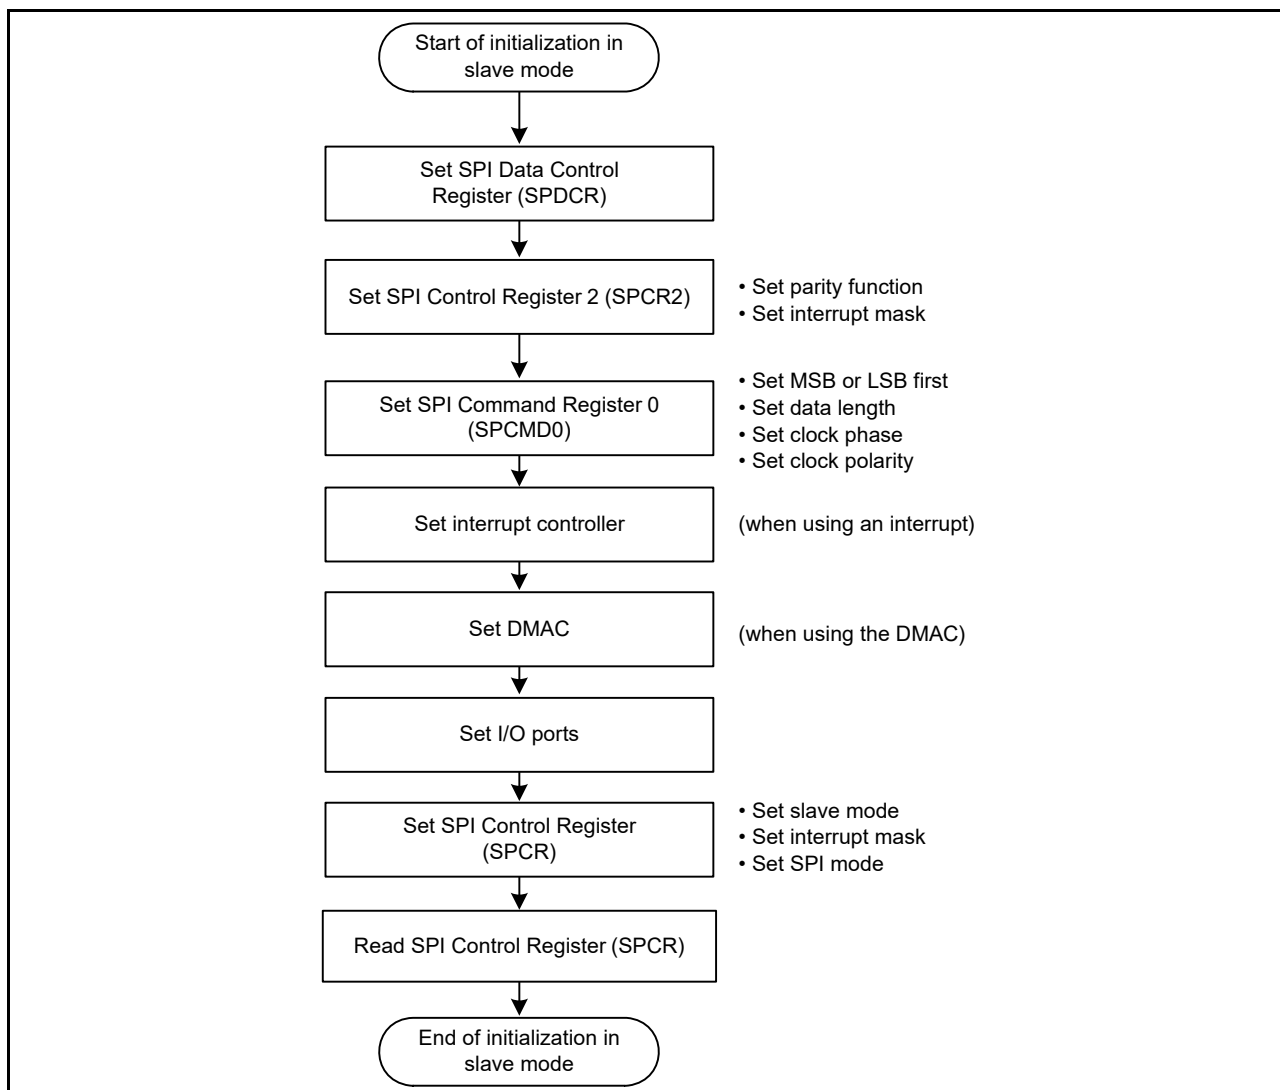 Start of initialization in
slave mode
Set SPI Data Control
Register (SPDCR)
Set SPI Control Register 2 (SPCR2)
• Set parity function
• Set interrupt mask
Set SPI Command Register 0
(SPCMD0)
• Set MSB or LSB first
• Set data length
• Set clock phase
• Set clock polarity
Set interrupt controller
(when using an interrupt)
Set DMAC
(when using the DMAC)
Set I/O ports
Set SPI Control Register
(SPCR)
• Set slave mode
• Set interrupt mask
• Set SPI mode
Read SPI Control Register (SPCR)
End of initialization in
slave mode